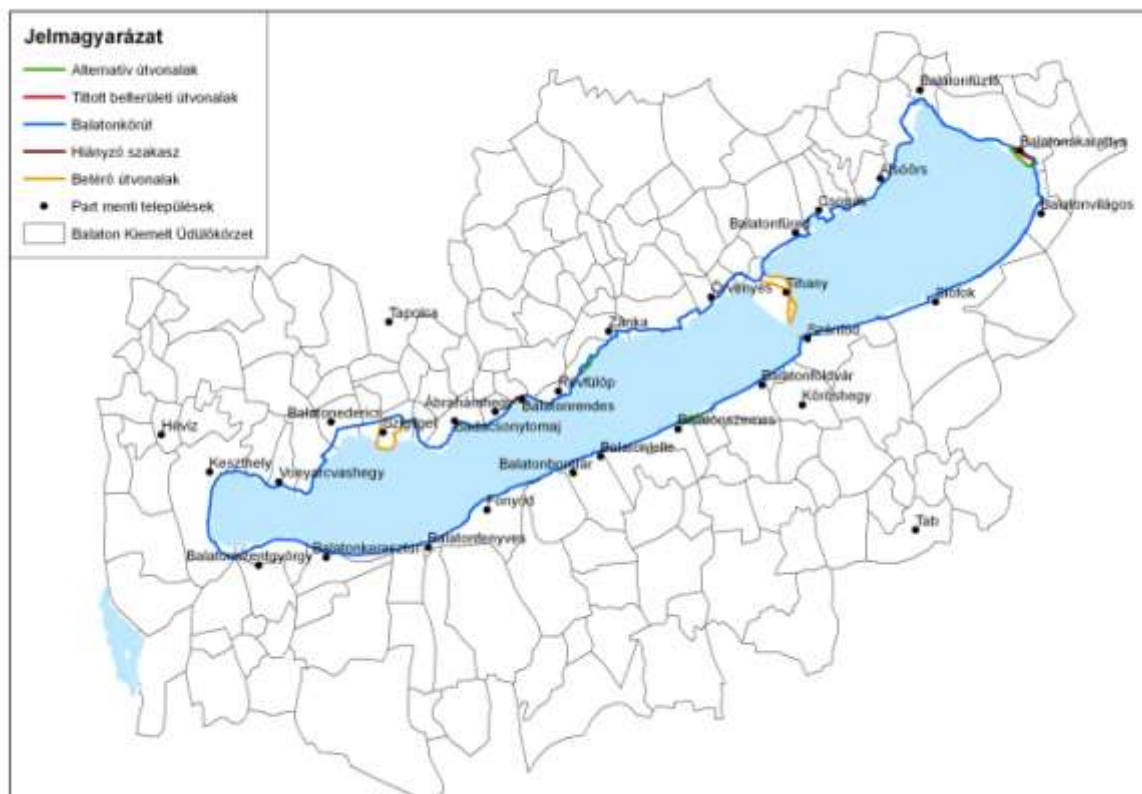 Jelmagyarázat
Alternatív útvonalak
Tiltott belterületi útvonalak
Balatonkörút
Hiányzó szakasz
Betérő útvonalak
Part menti települések
Balaton Kiemelt Üdülőkörzet
Balatonfűzfő
Balatonakarattya
Alsóörs
Csopak
Balatonvilágos
Balatonfüred
Tihany
Örvényes
Siófok
Tapolca
Zánka
Szántód
Révfülöp
Balatonföldvár
Kőröshegy
Ábrahámhegy
Balatonrendes
Balatonederics
Szigliget
Badacsonytomaj
Balatonszemes
Hévíz
Balatonlelle
Keszthely
Vonyarcvashegy
Balatonboglár
Fonyód
Tab
Balatonfenyves
Balatonszentgyörgy
Balatonkeresztúr